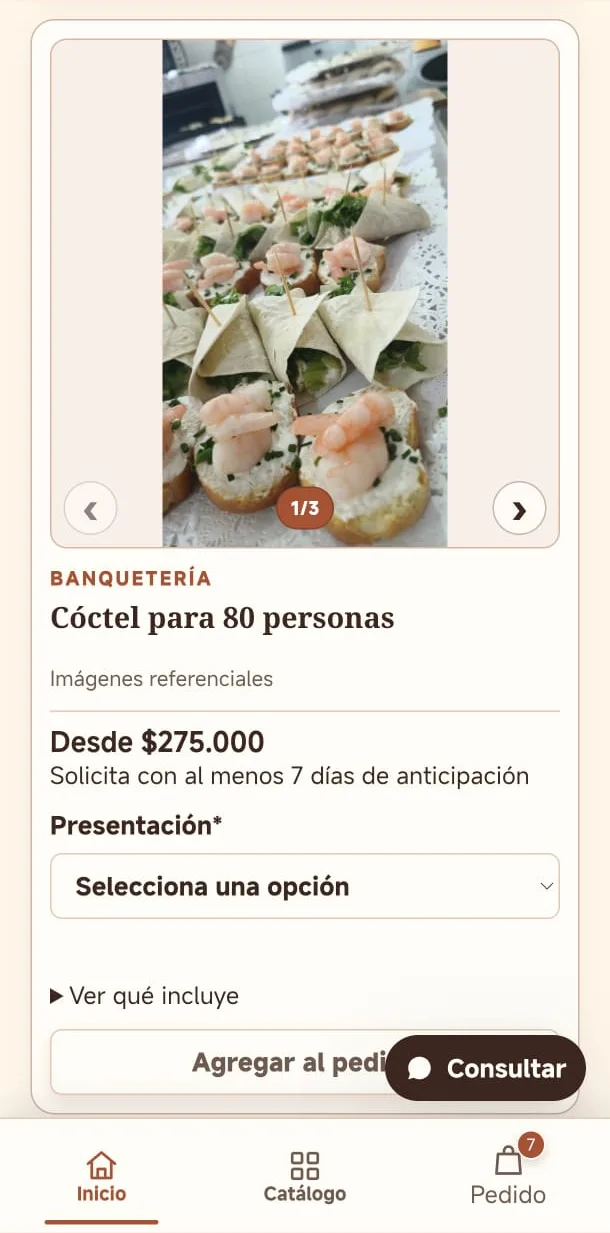 1/3
BANQUETERÍA
Cóctel para 80 personas
Imágenes referenciales
Desde $275.000
Solicita con al menos 7 días de anticipación
Presentación*
Selecciona una opción
Ver qué incluye
Agregar al pedi
Consultar
7
Inicio
Catálogo
Pedido